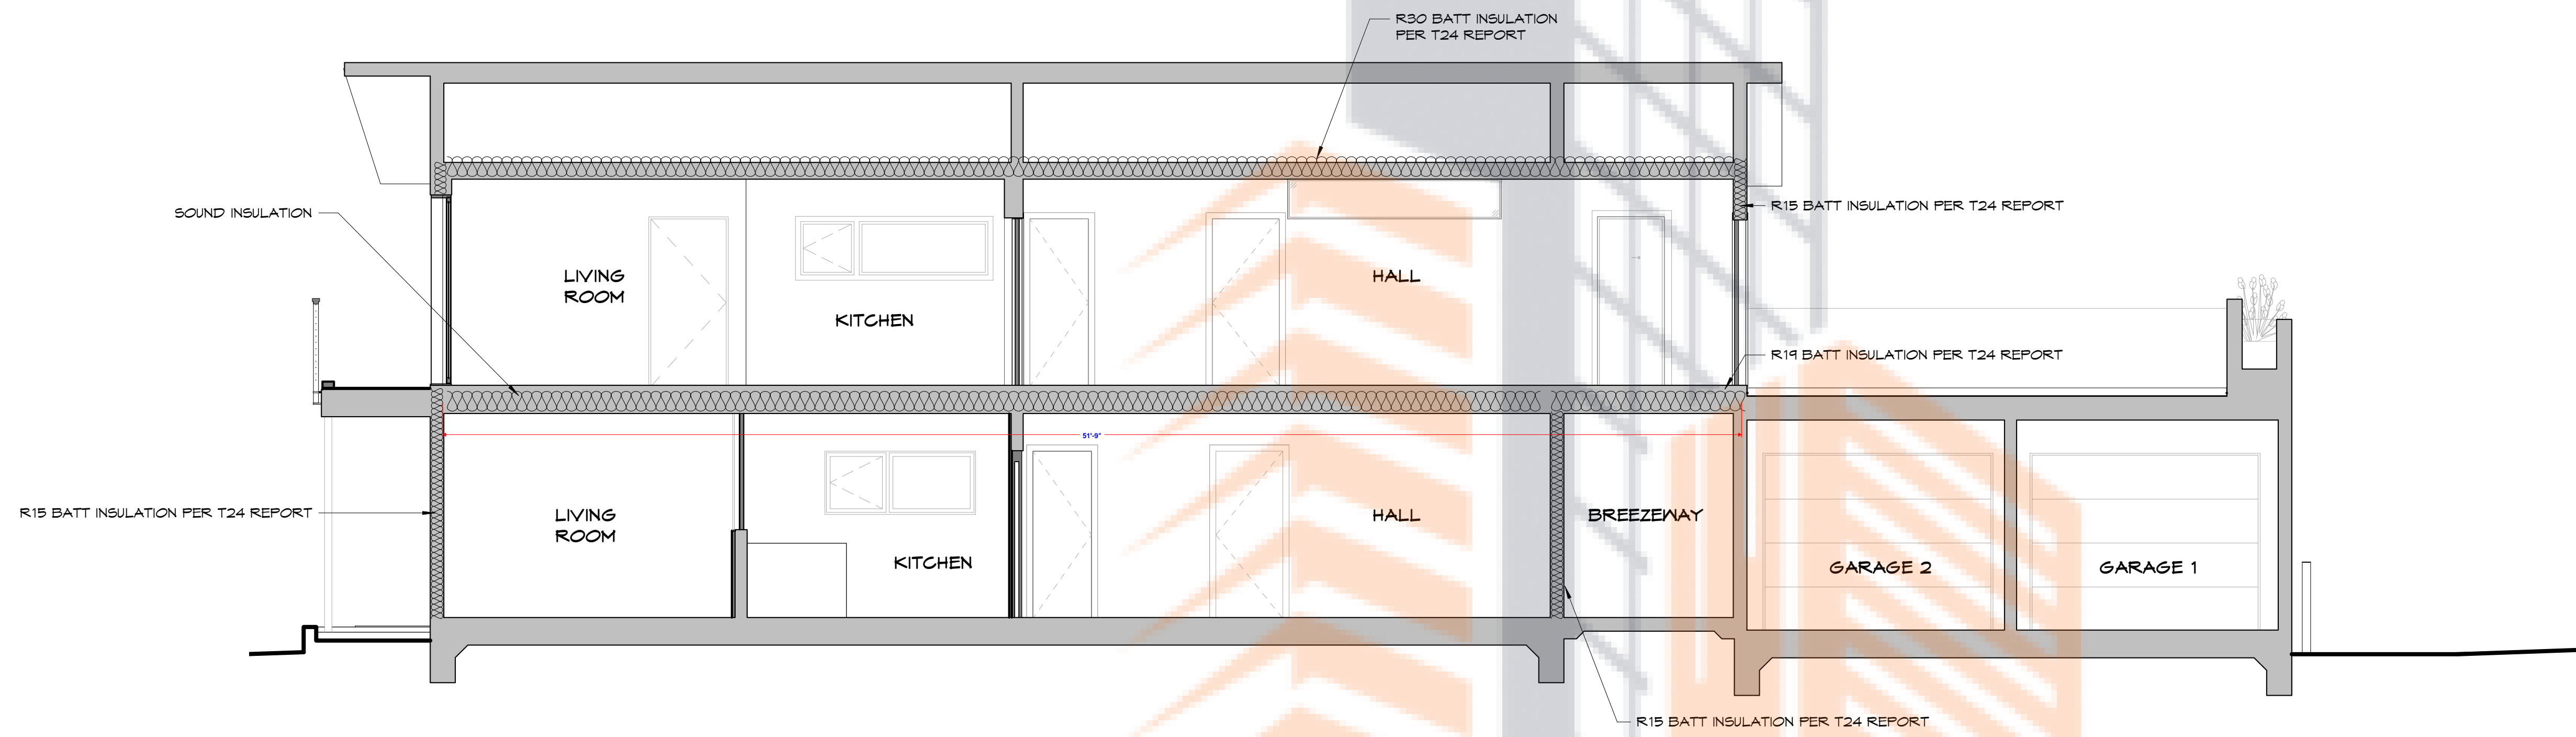 R30 BATT INSULATION
PER T24 REPORT
SOUND INSULATION
R15 BATT INSULATION PER T24 REPORT
LIVING
ROOM
KITCHEN
HALL
R19 BATT INSULATION PER T24 REPORT
51'-9"
R15 BATT INSULATION PER T24 REPORT
LIVING
ROOM
KITCHEN
HALL
BREEZEWAY
GARAGE 2
GARAGE 1
R15 BATT INSULATION PER T24 REPORT